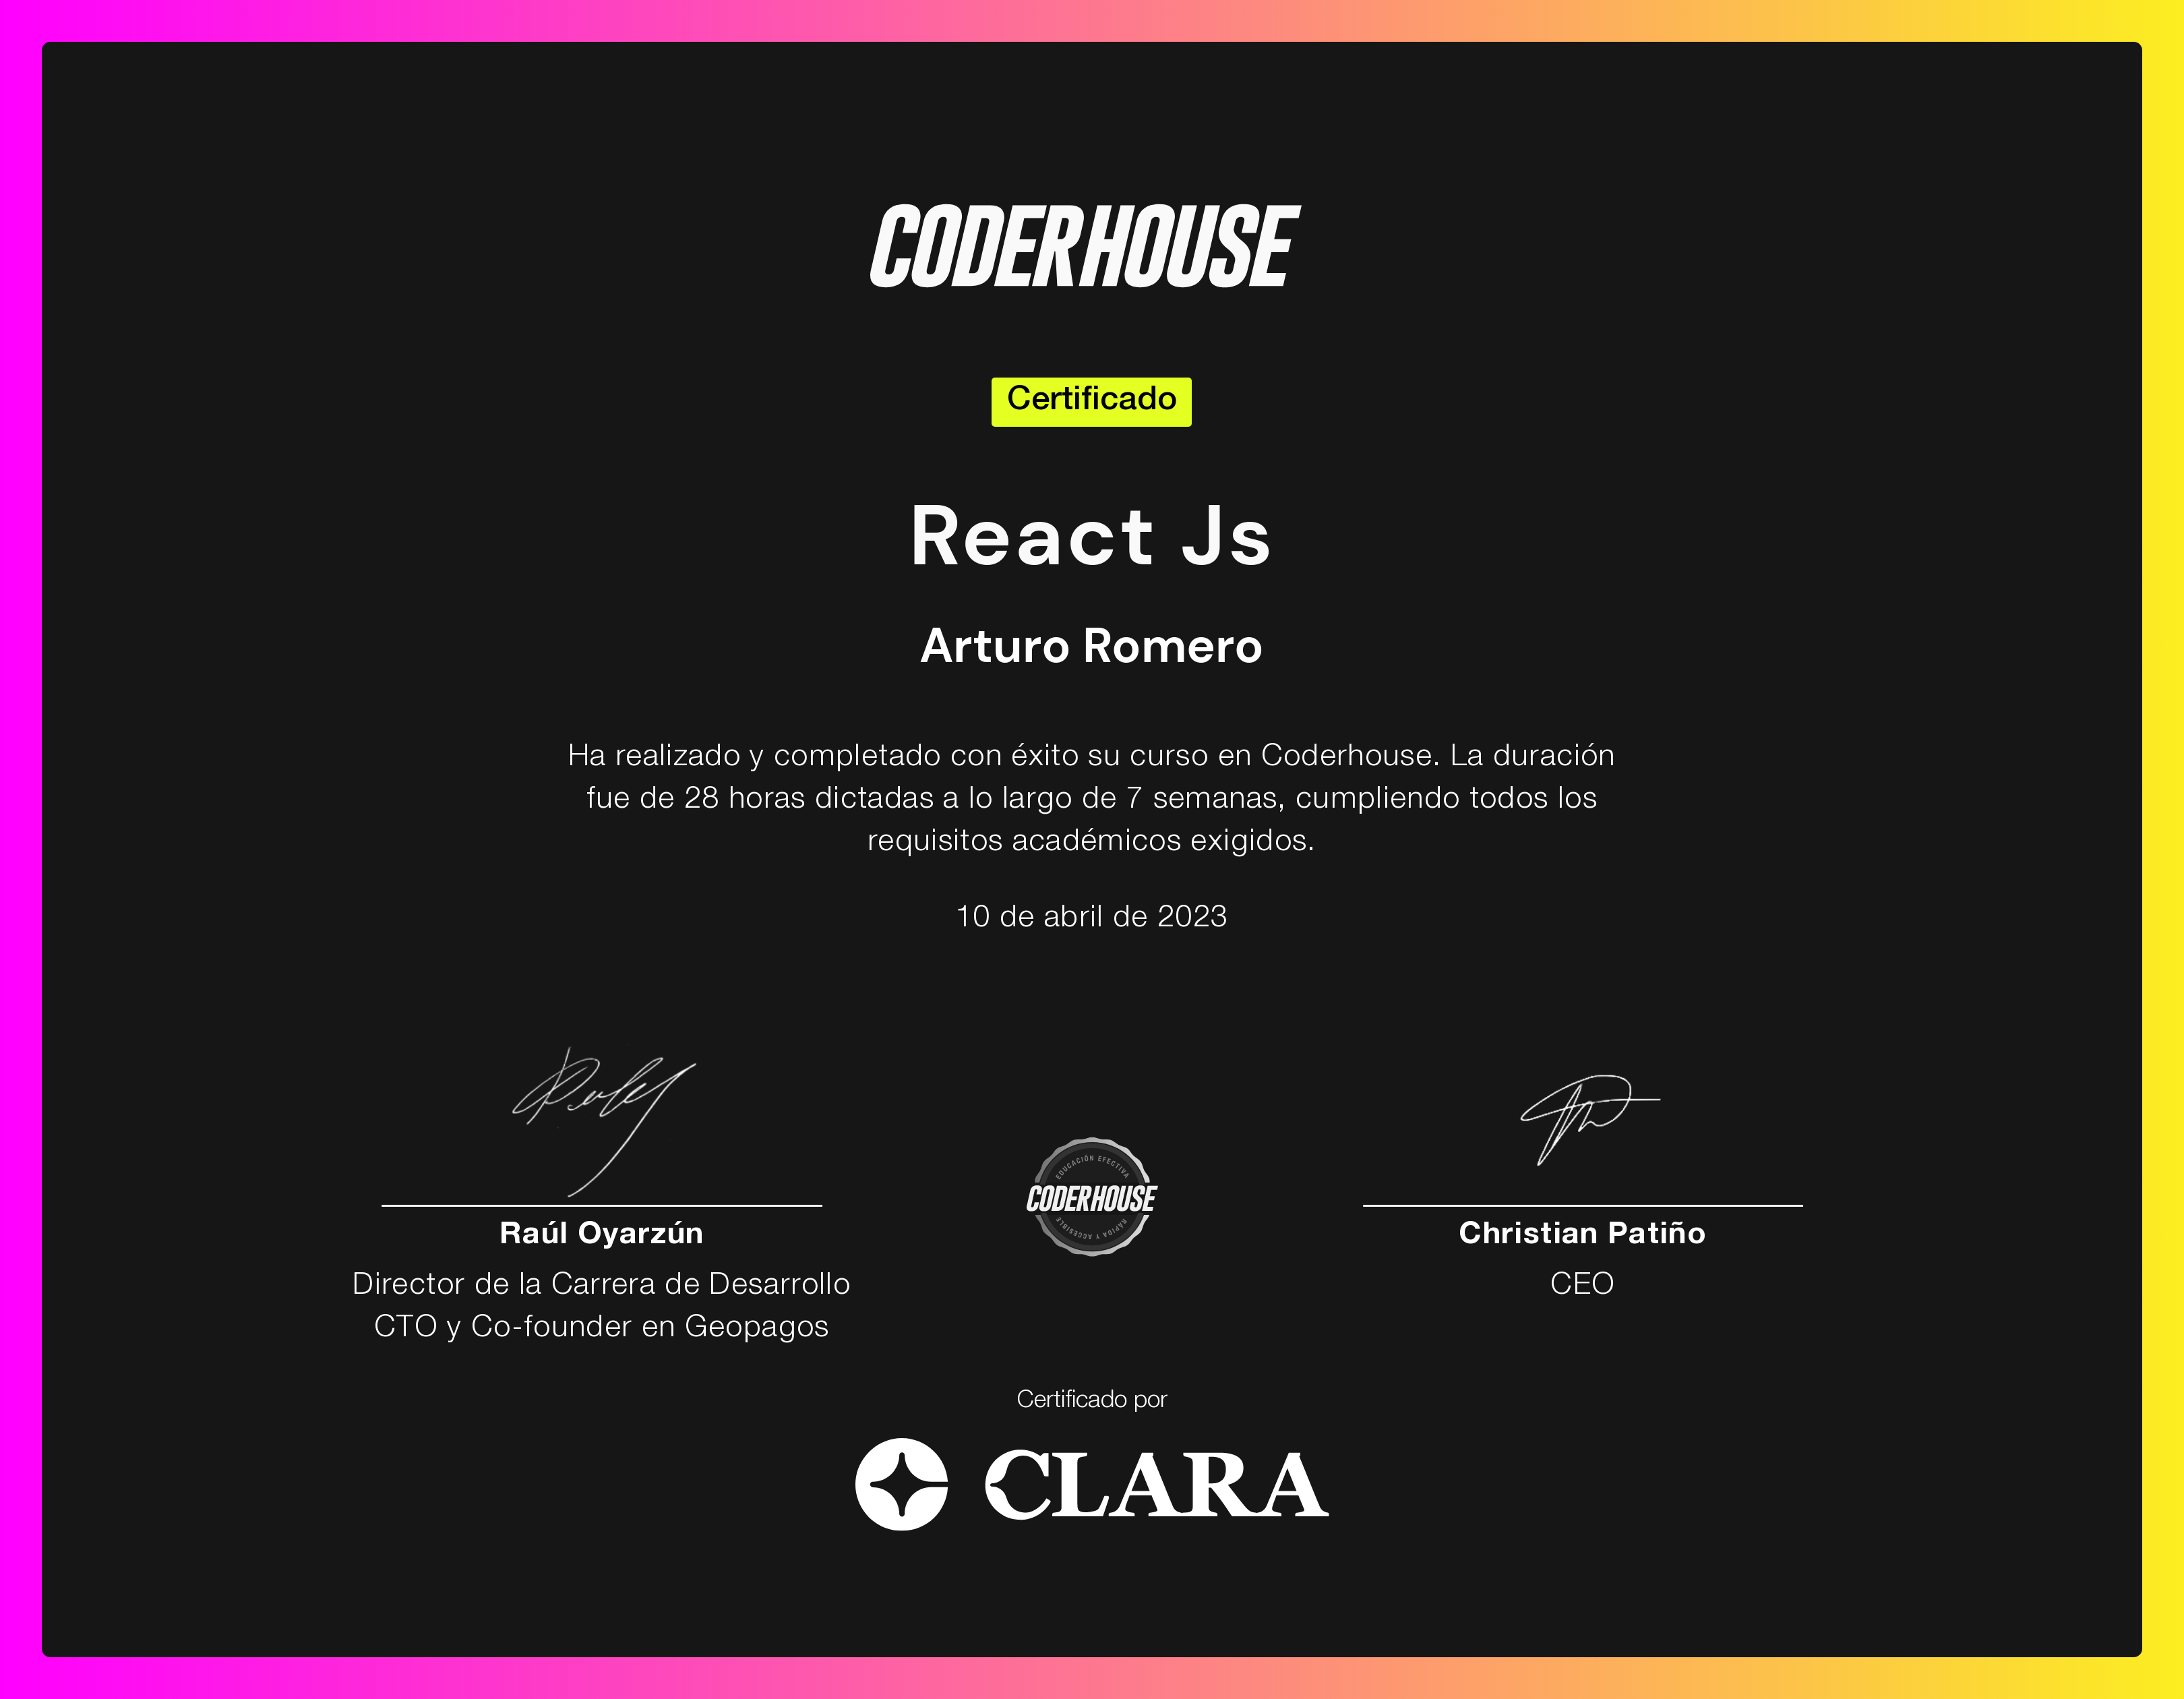 CODERHOUSE
Certificado
React Js
Arturo Romero
Ha realizado y completado con éxito su curso en Coderhouse. La duración
fue de 28 horas dictadas a lo largo de 7 semanas, cumpliendo todos los
requisitos académicos exigidos.
10 de abril de 2023
EDUCACIÓN EFECTIVA
CODERHOUSE
RAPIDA Y ACCESIBLE
Raúl Oyarzún
Director de la Carrera de Desarrollo
CTO y Co-founder en Geopagos
Christian Patiño
CEO
Certificado por
CLARA